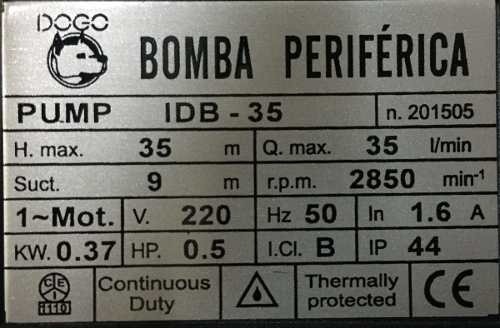 DOGO
BOMBA PERIFÉRICA
PUMP IDB - 35 n. 201505
H. max. 35 m Q. max. 35 l/min
Suct. 9 m r.p.m. 2850 min-¹
1~Mot. V. 220 Hz 50 In 1.6 A
KW. 0.37 HP. 0.5 I.Cl. B IP 44
CEI
1110
Continuous
Duty
Thermally
protected
CE